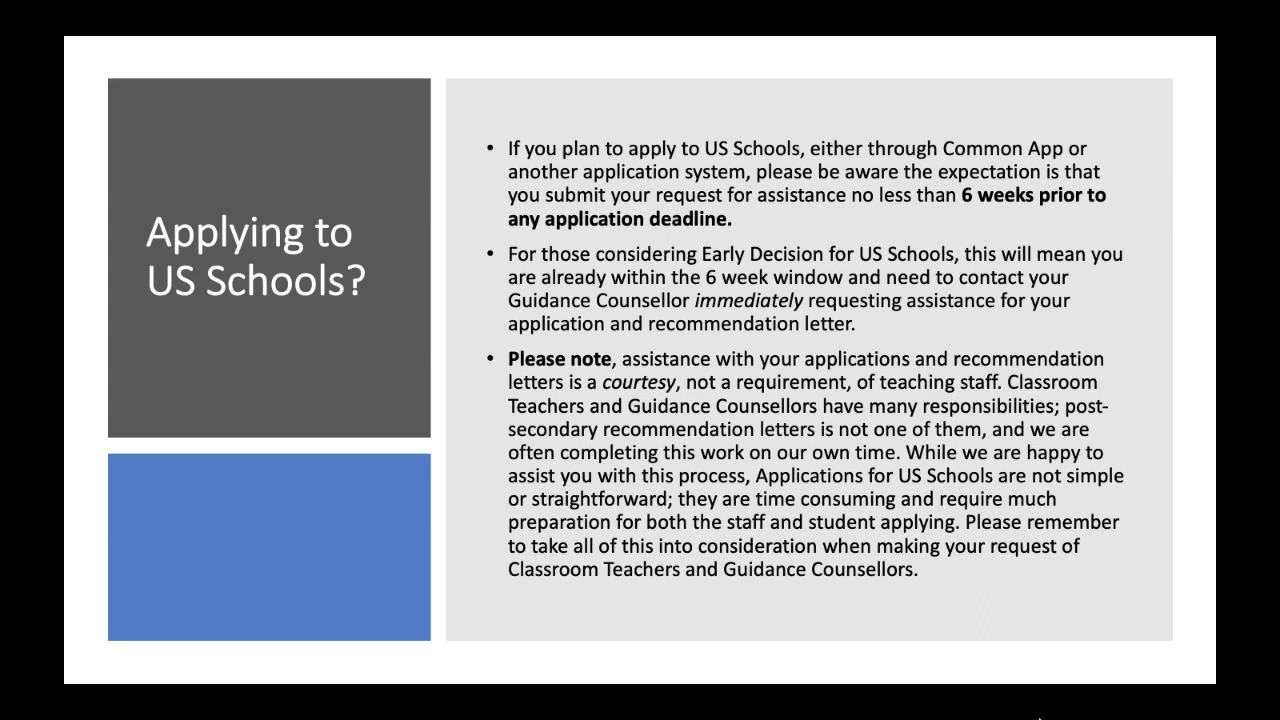 Applying to
US Schools?
• If you plan to apply to US Schools, either through Common App or
another application system, please be aware the expectation is that
you submit your request for assistance no less than 6 weeks prior to
any application deadline.
• For those considering Early Decision for US Schools, this will mean you
are already within the 6 week window and need to contact your
Guidance Counsellor immediately requesting assistance for your
application and recommendation letter.
• Please note, assistance with your applications and recommendation
letters is a courtesy, not a requirement, of teaching staff. Classroom
Teachers and Guidance Counsellors have many responsibilities; post-
secondary recommendation letters is not one of them, and we are
often completing this work on our own time. While we are happy to
assist you with this process, Applications for US Schools are not simple
or straightforward; they are time consuming and require much
preparation for both the staff and student applying. Please remember
to take all of this into consideration when making your request of
Classroom Teachers and Guidance Counsellors.